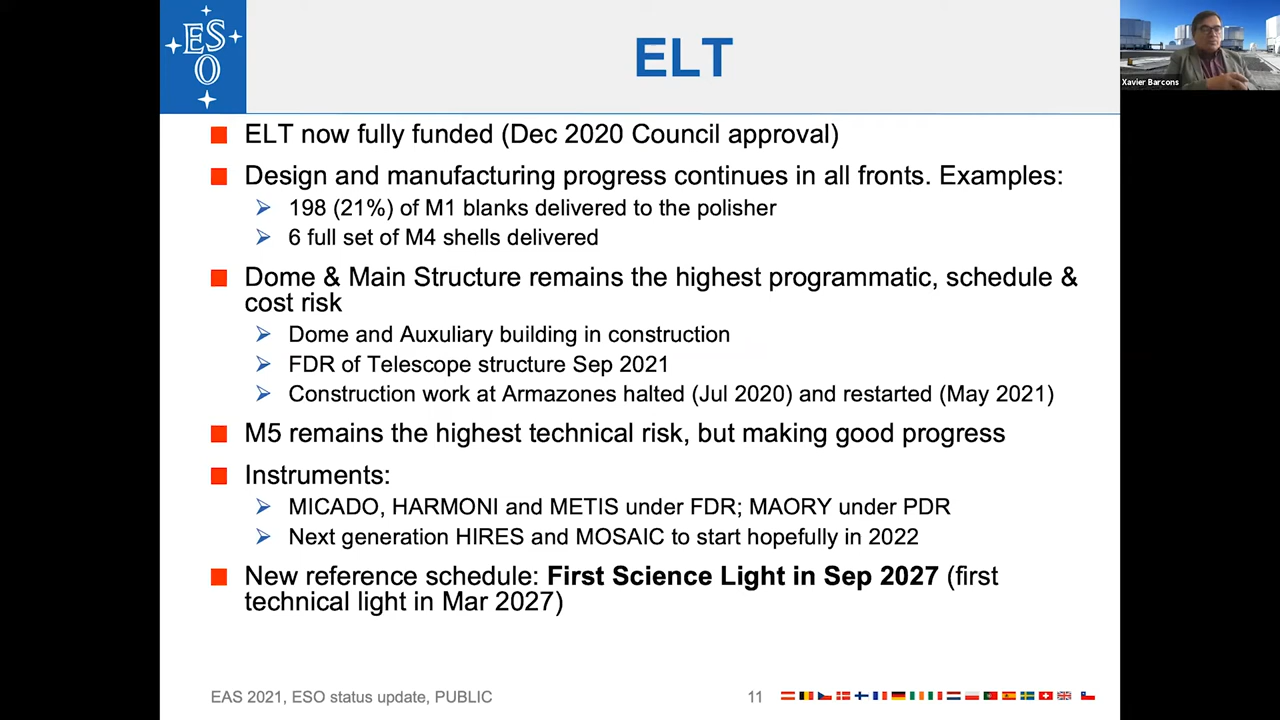 ES
O
ELT
Xavier Barcons
ELT now fully funded (Dec 2020 Council approval)
Design and manufacturing progress continues in all fronts. Examples:
198 (21%) of M1 blanks delivered to the polisher
6 full set of M4 shells delivered
Dome & Main Structure remains the highest programmatic, schedule &
cost risk
Dome and Auxuliary building in construction
FDR of Telescope structure Sep 2021
Construction work at Armazones halted (Jul 2020) and restarted (May 2021)
M5 remains the highest technical risk, but making good progress
Instruments:
MICADO, HARMONI and METIS under FDR; MAORY under PDR
Next generation HIRES and MOSAIC to start hopefully in 2022
New reference schedule: First Science Light in Sep 2027 (first
technical light in Mar 2027)
EAS 2021, ESO status update, PUBLIC
11